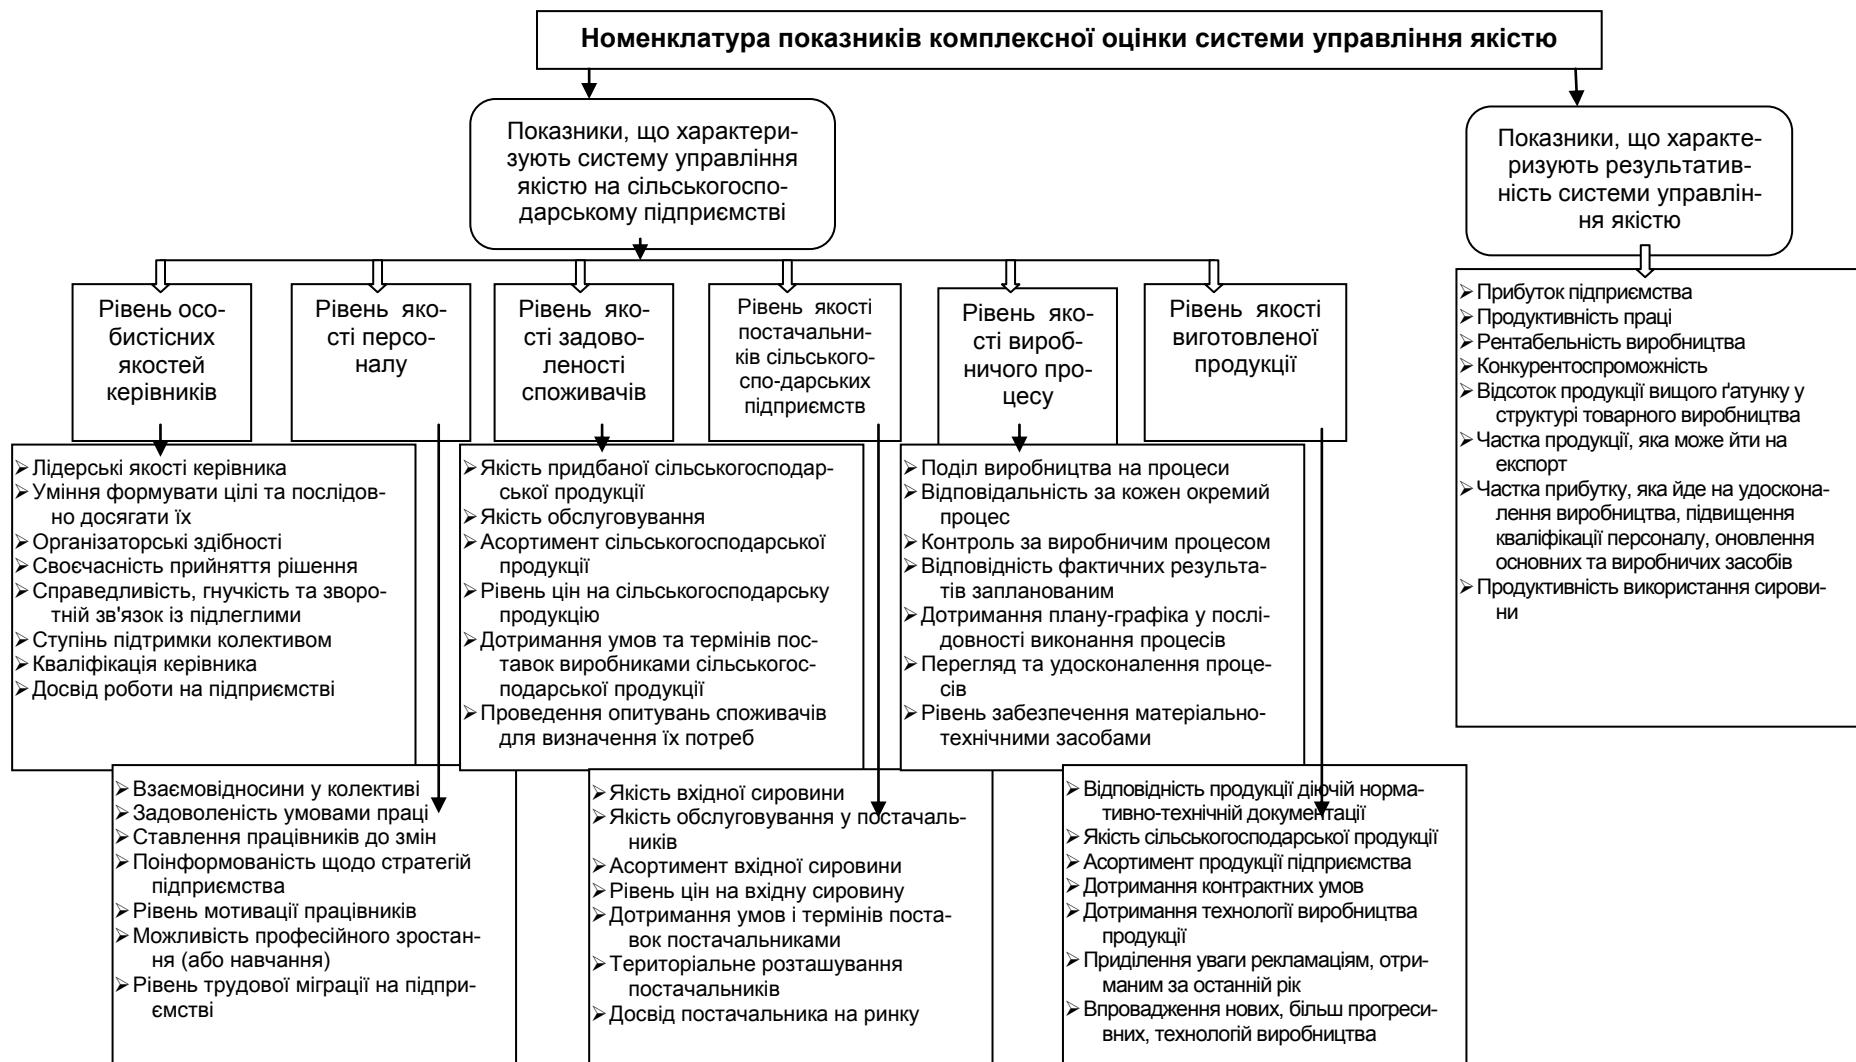 Номенклатура показників комплексної оцінки системи управління якістю
Показники, що характери-
зують систему управління
якістю на сільськогоспо-
дарському підприємстві
Показники, що характе-
ризують результатив-
ність системи управлін-
ня якістю
Рівень осо-
бистісних
якостей
керівників
Рівень яко-
сті персо-
налу
Рівень яко-
сті задово-
леності
споживачів
Рівень якості
постачальни-
ків сільського-
спо-дарських
підприємств
Рівень яко-
сті вироб-
ничого про-
цесу
Рівень якості
виготовленої
продукції
Прибуток підприємства
Продуктивність праці
Рентабельність виробництва
Конкурентоспроможність
Відсоток продукції вищого ґатунку у
структурі товарного виробництва
Частка продукції, яка може йти на
експорт
Частка прибутку, яка йде на удоскона-
лення виробництва, підвищення
кваліфікації персоналу, оновлення
основних та виробничих засобів
Продуктивність використання сирови-
ни
Лідерські якості керівника
Уміння формувати цілі та послідов-
но досягати їх
Організаторські здібності
Своєчасність прийняття рішення
Справедливість, гнучкість та зворо-
тній зв'язок із підлеглими
Ступінь підтримки колективом
Кваліфікація керівника
Досвід роботи на підприємстві
Якість придбаної сільськогосподар-
ської продукції
Якість обслуговування
Асортимент сільськогосподарської
продукції
Рівень цін на сільськогосподарську
продукцію
Дотримання умов та термінів пос-
тавок виробниками сільськогос-
подарської продукції
Проведення опитувань споживачів
для визначення їх потреб
Поділ виробництва на процеси
Відповідальність за кожен окремий
процес
Контроль за виробничим процесом
Відповідність фактичних результа-
тів запланованим
Дотримання плану-графіка у послі-
довності виконання процесів
Перегляд та удосконалення проце-
сів
Рівень забезпечення матеріально-
технічними засобами
Взаємовідносини у колективі
Задоволеність умовами праці
Ставлення працівників до змін
Поінформованість щодо стратегій
підприємства
Рівень мотивації працівників
Можливість професійного зростан-
ня (або навчання)
Рівень трудової міграції на підпри-
ємстві
Якість вхідної сировини
Якість обслуговування у постачаль-
ників
Асортимент вхідної сировини
Рівень цін на вхідну сировину
Дотримання умов і термінів поста-
вок постачальниками
Територіальне розташування
постачальників
Досвід постачальника на ринку
Відповідність продукції діючій норма-
тивно-технічній документації
Якість сільськогосподарської продукції
Асортимент продукції підприємства
Дотримання контрактних умов
Дотримання технології виробництва
продукції
Приділення уваги рекламаціям, отри-
маним за останній рік
Впровадження нових, більш прогреси-
вних, технологій виробництва